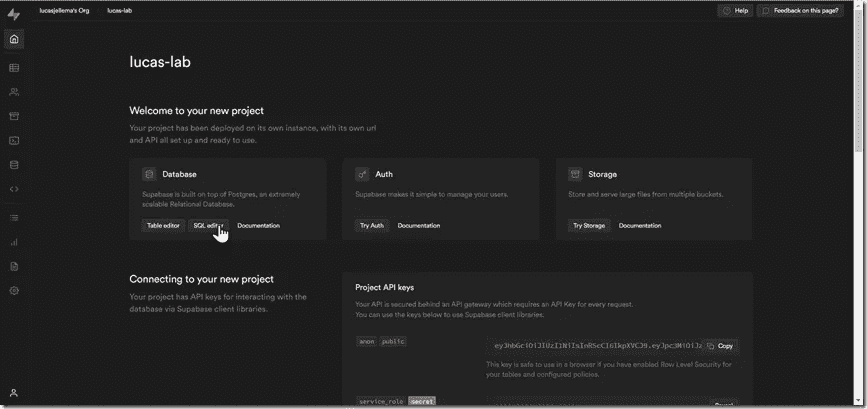 lucasjellema's Org lucas-lab Help Feedback on this page?
lucas-lab
Welcome to your new project
Your project has been deployed on its own instance, with its own url
and API all set up and ready to use.
Database
Supabase is built on top of Postgres, an extremely
scalable Relational Database.
Table editor SQL editor Documentation
Auth
Supabase makes it simple to manage your users.
Try Auth Documentation
Storage
Store and serve large files from multiple buckets.
Try Storage Documentation
Connecting to your new project
Your project has API keys for interacting with the
database via Supabase client libraries.
Project API keys
Your API is secured behind an API gateway which requires an API Key for every request.
You can use the keys below to use Supabase client libraries.
anon public
Copy
This key is safe to use in a browser if you have enabled Row Level Security for
your tables and configured policies.
service_role secret
Reveal